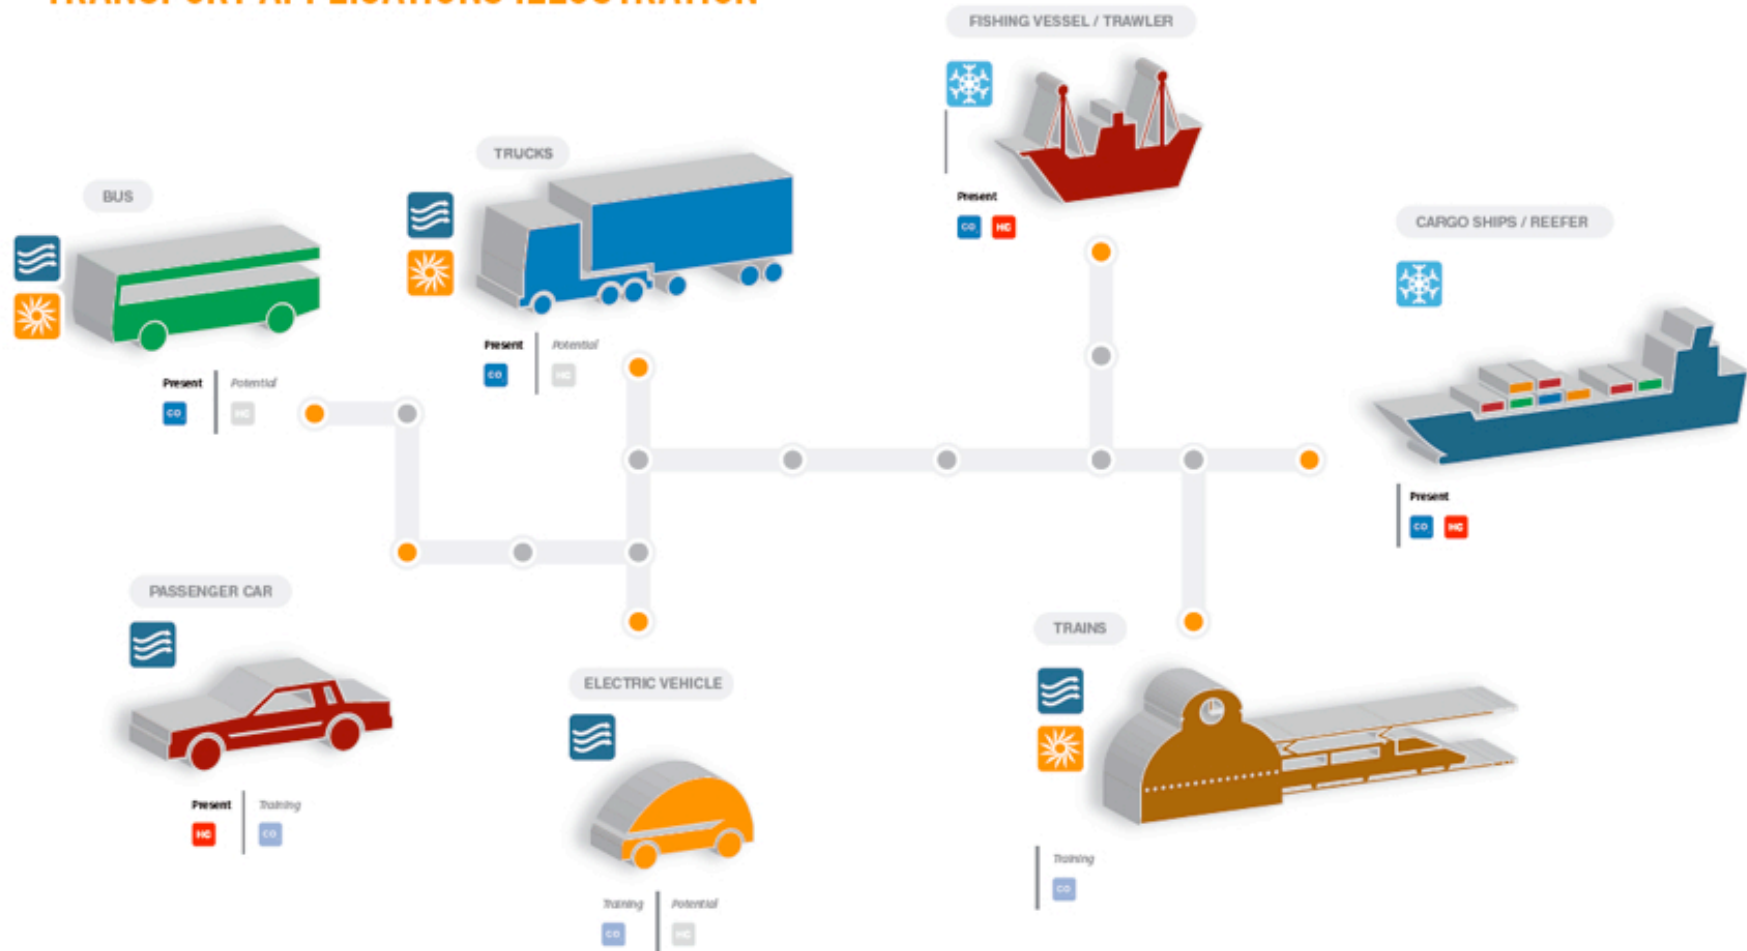 TRANSPORT APPLICATIONS ILLUSTRATION
FISHING VESSEL / TRAWLER
Present
CO HC
TRUCKS
Present Potential
CO HC
BUS
Present Potential
CO HC
CARGO SHIPS / REEFER
Present
CO HC
PASSENGER CAR
Present Training
HC CO
ELECTRIC VEHICLE
Training Potential
CO HC
TRAINS
Training
CO